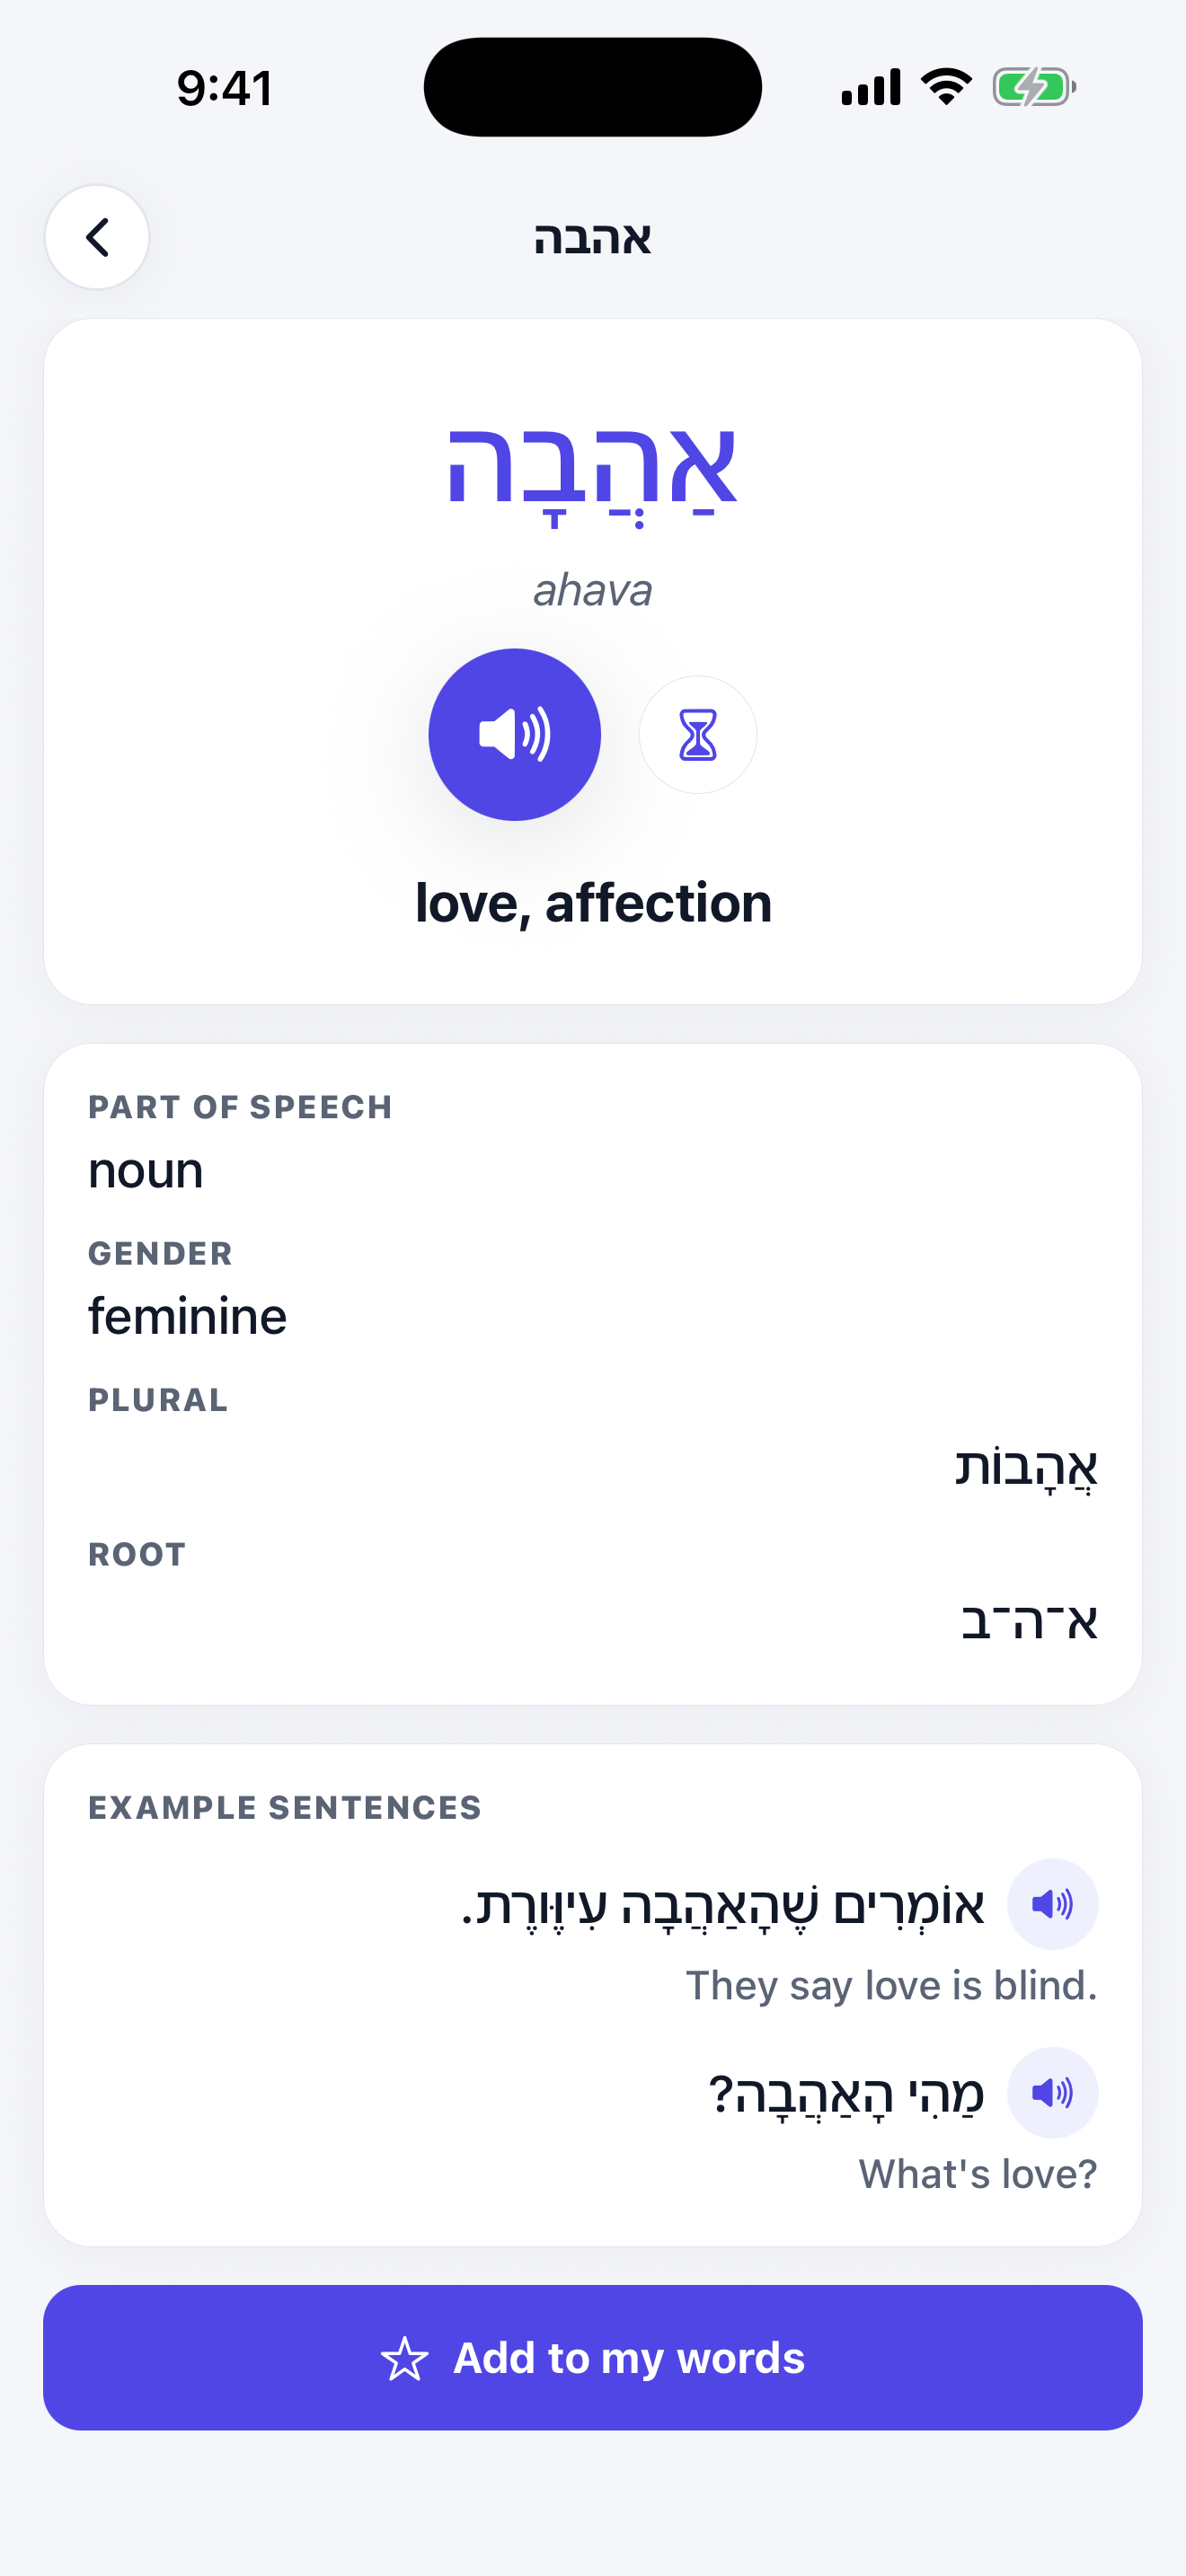 9:41
אהבה
אַהֲבָה
ahava
love, affection
PART OF SPEECH
noun
GENDER
feminine
PLURAL
אֲהָבוֹת
ROOT
א־ה־ב
EXAMPLE SENTENCES
אוֹמְרִים שֶׁהָאַהֲבָה עִיוֶּורֶת.
They say love is blind.
מַהִי הָאַהֲבָה?
What's love?
Add to my words